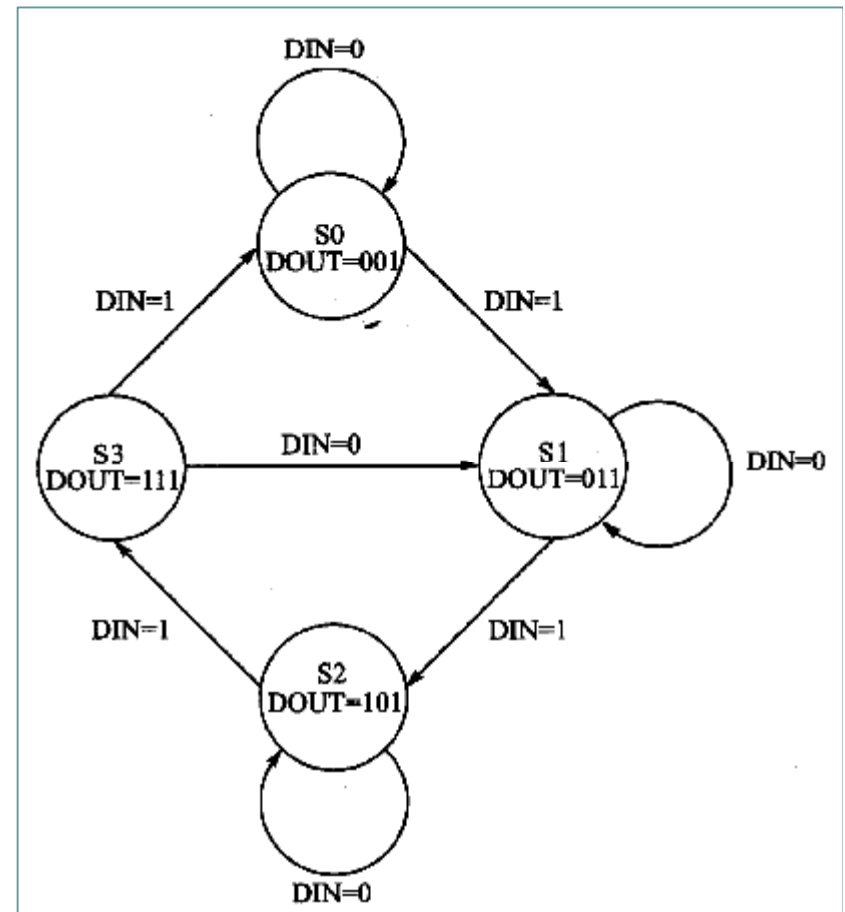 DIN=0
S0
DOUT=001
DIN=1
DIN=1
S3
DOUT=111
DIN=0
S1
DOUT=011
DIN=0
DIN=1
DIN=1
S2
DOUT=101
DIN=0